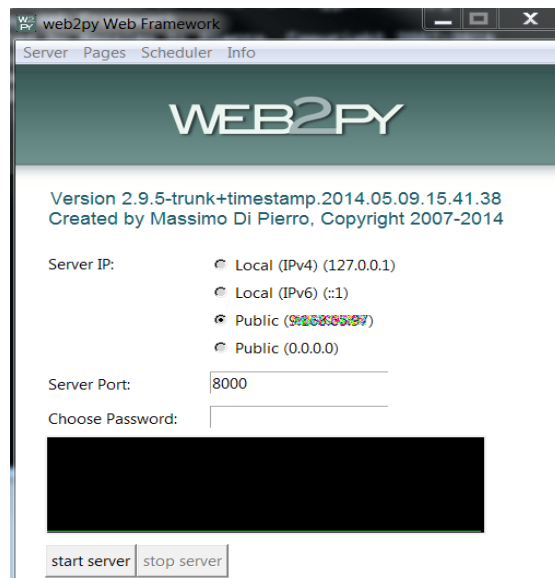 web2py Web Framework
Server Pages Scheduler Info
WEB2PY
Version 2.9.5-trunk+timestamp.2014.05.09.15.41.38
Created by Massimo Di Pierro, Copyright 2007-2014
Server IP:
Local (IPv4) (127.0.0.1)
Local (IPv6) (::1)
Public (
Public (0.0.0.0)
Server Port: 8000
Choose Password:
start server stop server